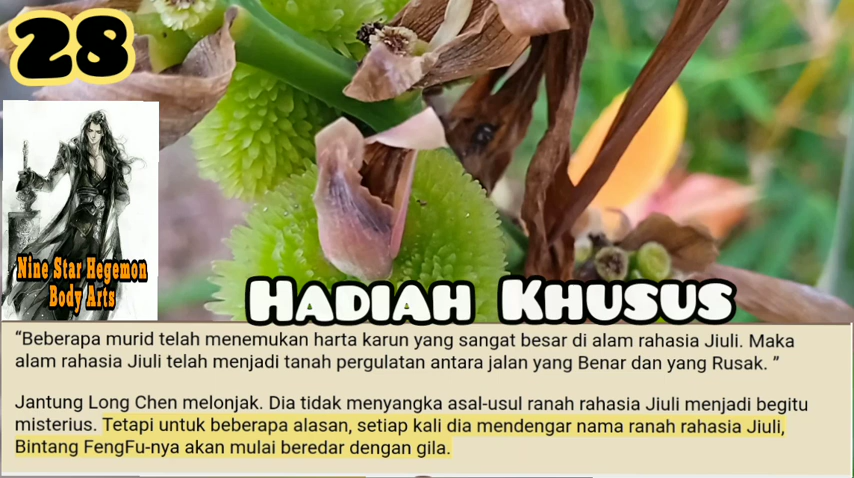 28
Nine Star Hegemon
Body Arts
Hadiah Khusus
“Beberapa murid telah menemukan harta karun yang sangat besar di alam rahasia Jiuli. Maka
alam rahasia Jiuli telah menjadi tanah pergulatan antara jalan yang Benar dan yang Rusak. ”
Jantung Long Chen melonjak. Dia tidak menyangka asal-usul ranah rahasia Jiuli menjadi begitu
misterius. Tetapi untuk beberapa alasan, setiap kali dia mendengar nama ranah rahasia Jiuli,
Bintang FengFu-nya akan mulai beredar dengan gila.